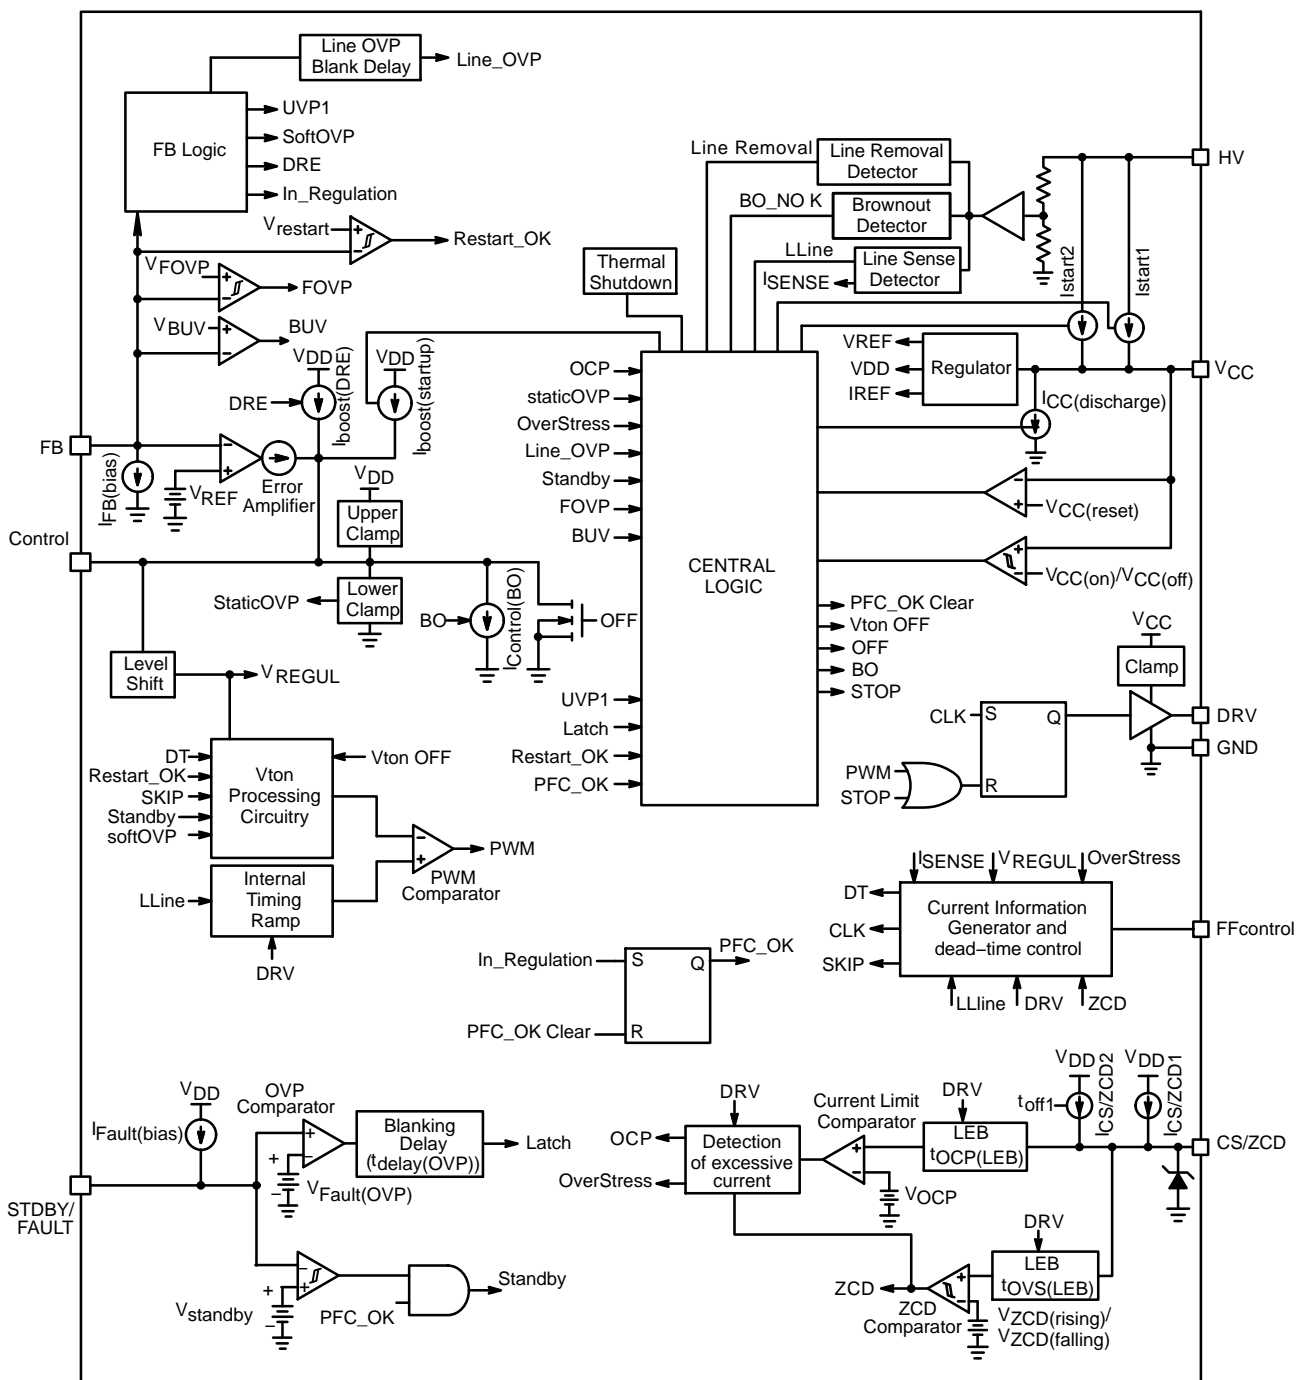 Line OVP
Blank Delay
Line_OVP
FB Logic
UVP1
SoftOVP
DRE
In_Regulation
Vrestart
Restart_OK
VFOVP
FOVP
VBUV
BUV
VDD
DRE
Iboost(DRE)
VDD
Iboost(startup)
FB
IFB(bias)
VREF
Error
Amplifier
Control
VDD
Upper
Clamp
StaticOVP
Lower
Clamp
BO
IControl(BO)
OFF
Level
Shift
VREGUL
DT
Restart_OK
SKIP
Standby
softOVP
Vton
Processing
Circuitry
Vton OFF
PWM
PWM
Comparator
LLine
Internal
Timing
Ramp
DRV
Thermal
Shutdown
Line Removal
Line Removal
Detector
BO_NO K
Brownout
Detector
LLine
ISENSE
Line Sense
Detector
HV
Istart2
Istart1
VREF
VDD
IREF
Regulator
VCC
ICC(discharge)
VCC(reset)
VCC(on)/VCC(off)
OCP
staticOVP
OverStress
Line_OVP
Standby
FOVP
BUV
CENTRAL
LOGIC
UVP1
Latch
Restart_OK
PFC_OK
PFC_OK Clear
Vton OFF
OFF
BO
STOP
VCC
Clamp
CLK
S
Q
R
PWM
STOP
DRV
GND
ISENSE
VREGUL
OverStress
DT
CLK
SKIP
Current Information
Generator and
dead–time control
FFcontrol
LLline
DRV
ZCD
In_Regulation
S
Q
PFC_OK
PFC_OK Clear
R
VDD
IFault(bias)
OVP
Comparator
+
−
VFault(OVP)
Blanking
Delay
(tdelay(OVP))
Latch
STDBY/
FAULT
Vstandby
+
−
PFC_OK
Standby
DRV
OCP
OverStress
Detection
of excessive
current
Current Limit
Comparator
VOCP
DRV
LEB
tOCP(LEB)
VDD
toff1
ICS/ZCD2
VDD
ICS/ZCD1
CS/ZCD
DRV
LEB
tOVS(LEB)
ZCD
ZCD
Comparator
VZCD(rising)/
VZCD(falling)